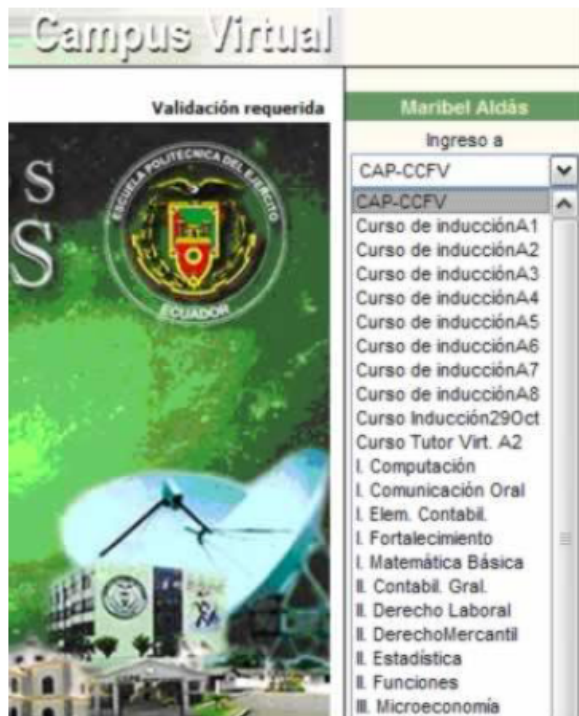 Campus Virtual
Validación requerida
Maribel Aldás
Ingreso a
CAP-CCFV
CAP-CCFV
Curso de inducciónA1
Curso de inducciónA2
Curso de inducciónA3
Curso de inducciónA4
Curso de inducciónA5
Curso de inducciónA6
Curso de inducciónA7
Curso de inducciónA8
Curso Inducción29Oct
Curso Tutor Virt. A2
I. Computación
I. Comunicación Oral
I. Elem. Contabil.
I. Fortalecimiento
I. Matemática Básica
II. Contabil. Gral.
II. Derecho Laboral
II. DerechoMercantil
II. Estadística
II. Funciones
III. Microeconomía
S
S
ESCUELA POLITECNICA DEL EJERCITO
ECUADOR